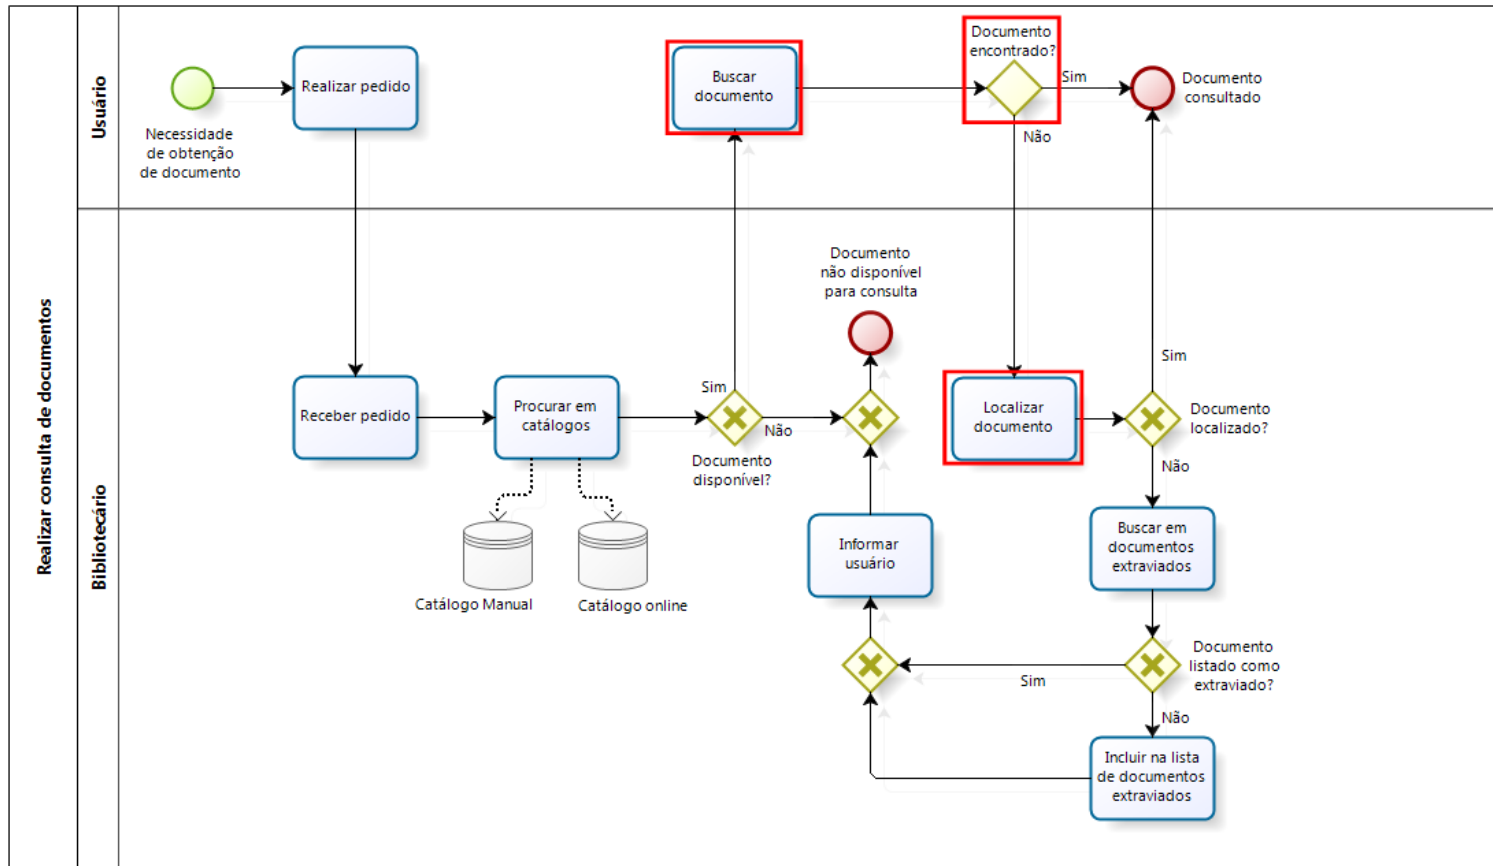 Realizar consulta de documentos
Usuário
Necessidade
de obtenção
de documento
Realizar pedido
Buscar
documento
Documento
encontrado?
Sim
Não
Documento
consultado
Bibliotecário
Receber pedido
Procurar em
catálogos
Catálogo Manual
Catálogo online
Sim
Não
Documento
disponível?
Documento
não disponível
para consulta
Informar
usuário
Localizar
documento
Sim
Documento
localizado?
Não
Buscar em
documentos
extraviados
Documento
listado como
extraviado?
Sim
Não
Incluir na lista
de documentos
extraviados